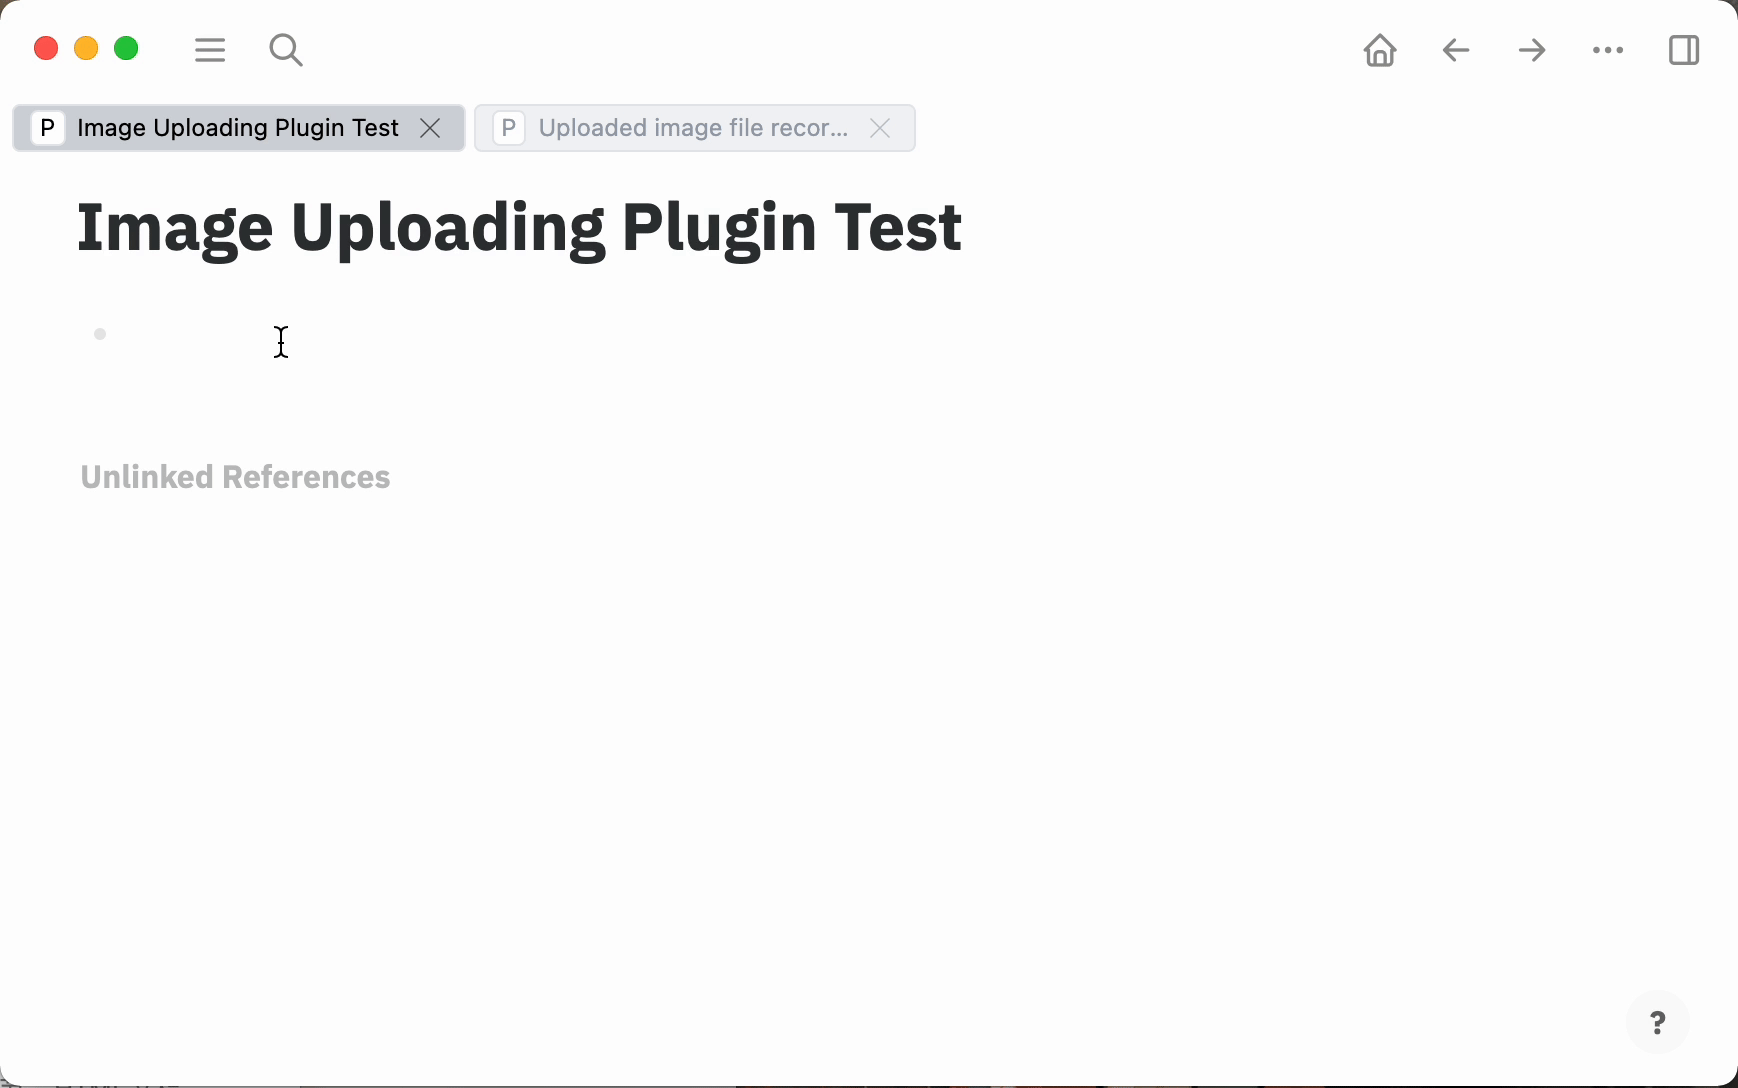 P Image Uploading Plugin Test
P Uploaded image file recor...
Image Uploading Plugin Test
Unlinked References
?